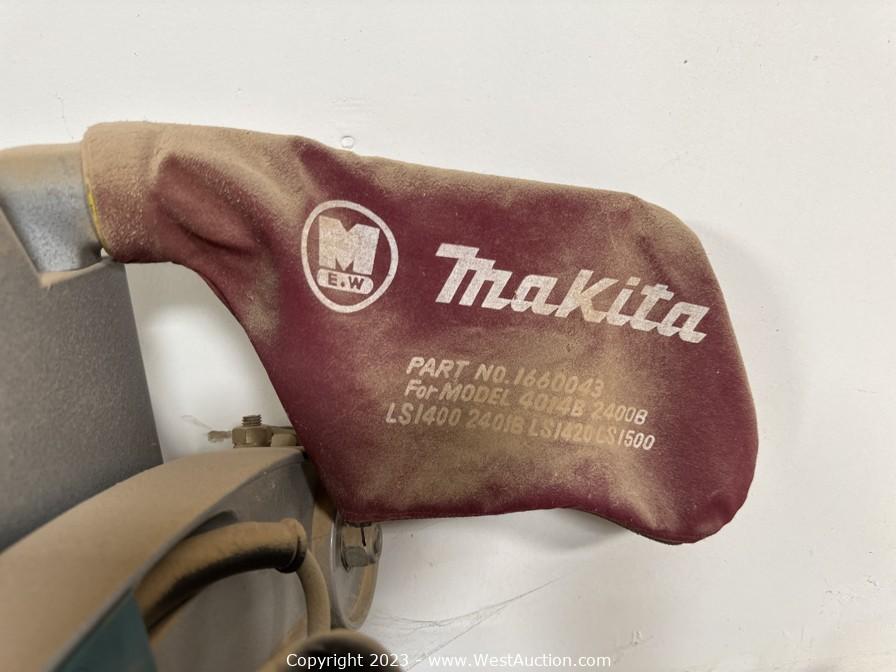 M
E.W
Makita
PART NO.1660043
For MODEL 4014B 2400B
LS1400 2401B LS1420 LS1500
Copyright 2023 - www.WestAuction.com